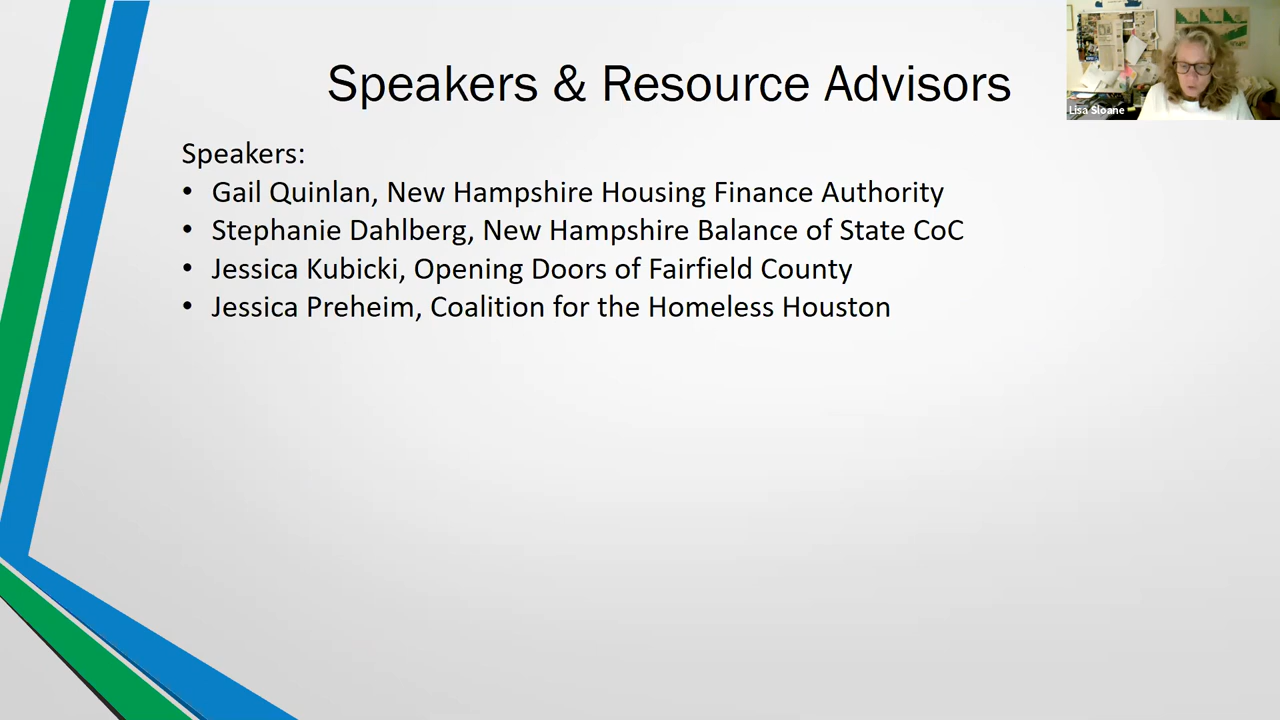 Speakers & Resource Advisors
Lisa Sloane
Speakers:
• Gail Quinlan, New Hampshire Housing Finance Authority
• Stephanie Dahlberg, New Hampshire Balance of State CoC
• Jessica Kubicki, Opening Doors of Fairfield County
• Jessica Preheim, Coalition for the Homeless Houston